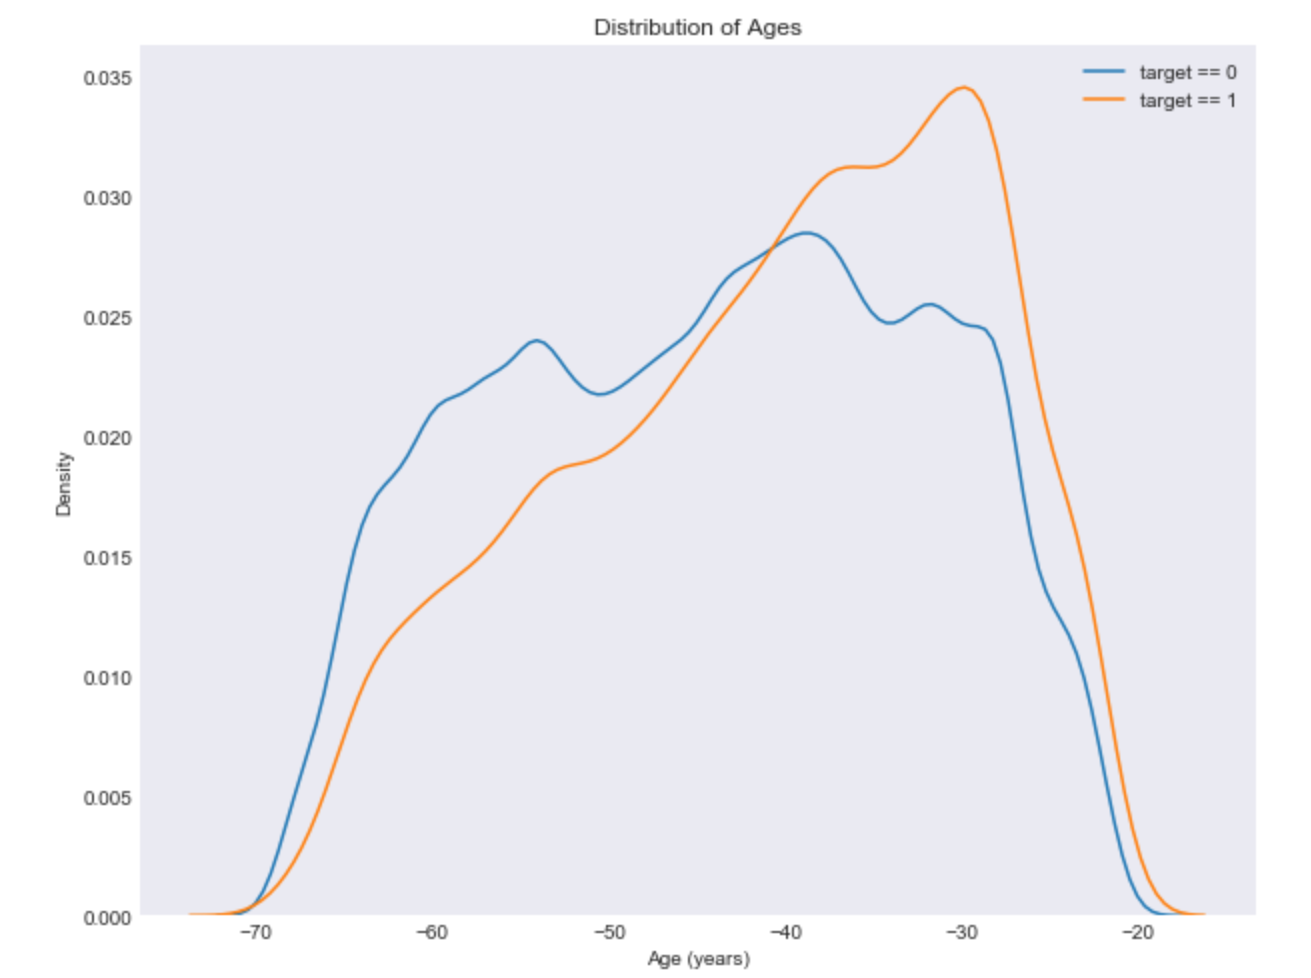 Distribution of Ages
target == 0
target == 1
0.035
0.030
0.025
0.020
0.015
0.010
0.005
0.000
Density
−70 −60 −50 −40 −30 −20
Age (years)